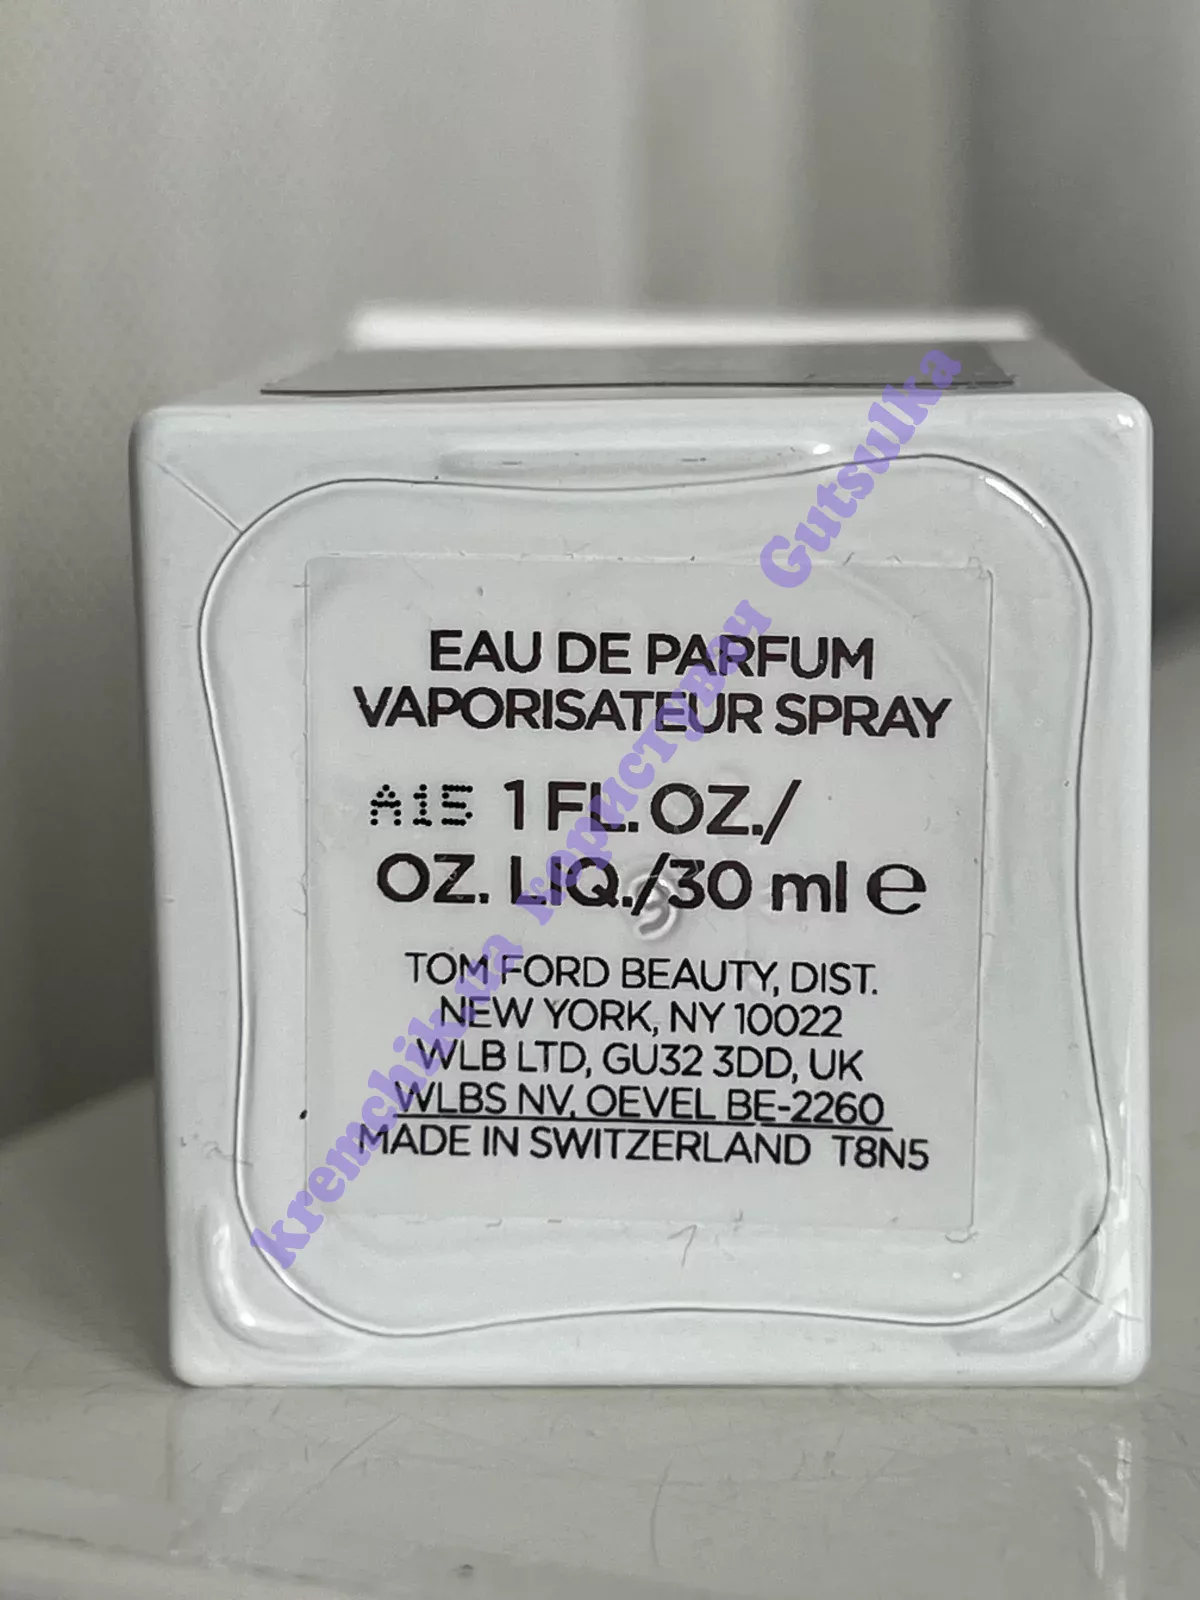 EAU DE PARFUM
VAPORISATEUR SPRAY
A15 1 FL. OZ./
OZ. LIQ./30 ml e
TOM FORD BEAUTY, DIST.
NEW YORK, NY 10022
WLB LTD, GU32 3DD, UK
WLBS NV, OEVEL BE-2260
MADE IN SWITZERLAND T8N5
kremchik.ua користувач Gutsulka